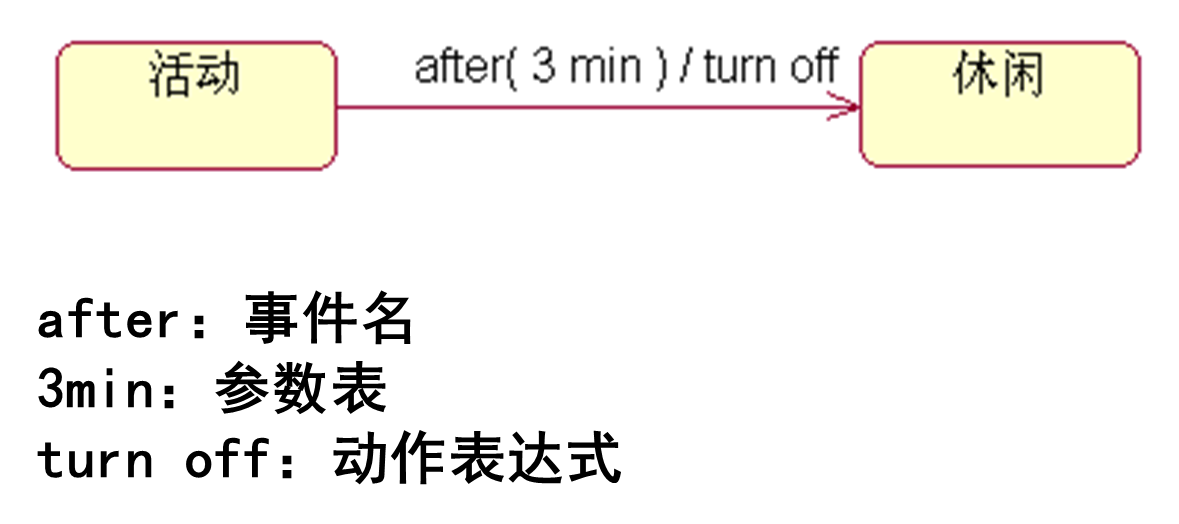 活动
after( 3 min ) / turn off
休闲
after：事件名
3min：参数表
turn off：动作表达式